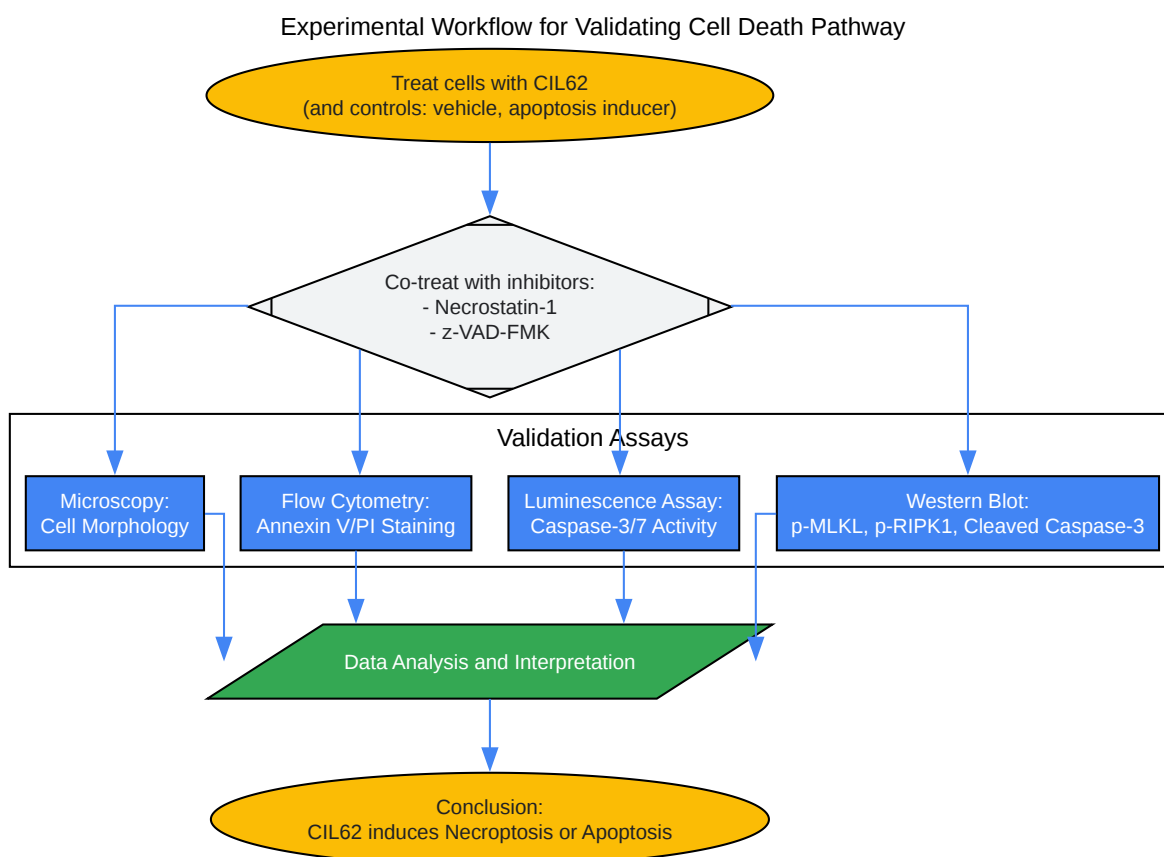 Experimental Workflow for Validating Cell Death Pathway
Treat cells with CIL62
(and controls: vehicle, apoptosis inducer)
Co-treat with inhibitors:
- Necrostatin-1
- z-VAD-FMK
Validation Assays
Microscopy:
Cell Morphology
Flow Cytometry:
Annexin V/PI Staining
Luminescence Assay:
Caspase-3/7 Activity
Western Blot:
p-MLKL, p-RIPK1, Cleaved Caspase-3
Data Analysis and Interpretation
Conclusion:
CIL62 induces Necroptosis or Apoptosis